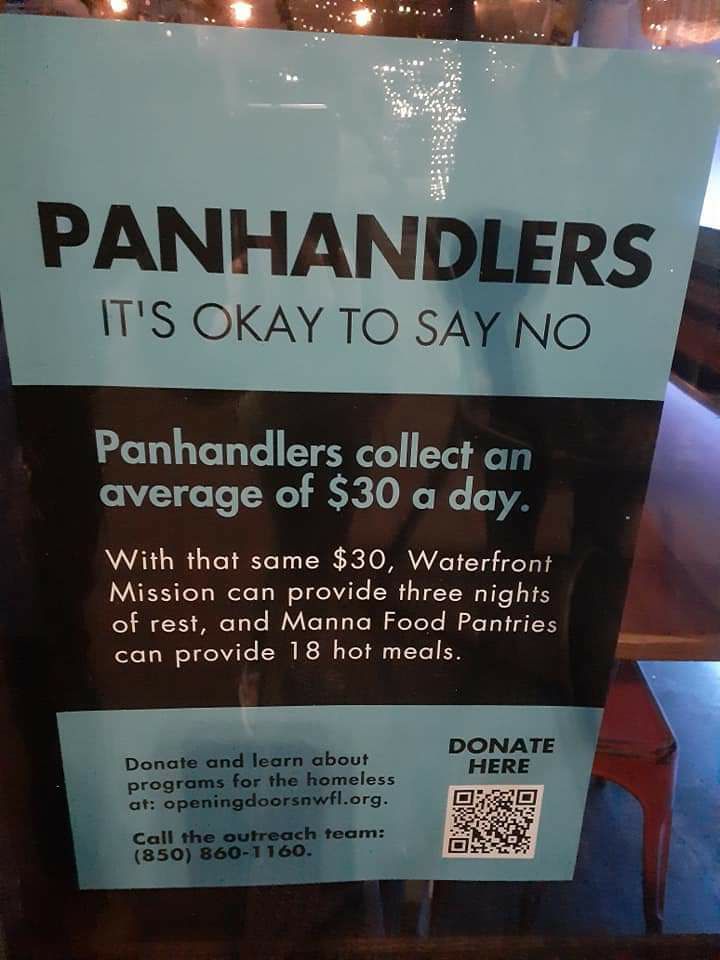 PANHANDLERS
IT'S OKAY TO SAY NO
Panhandlers collect an
average of $30 a day.
With that same $30, Waterfront
Mission can provide three nights
of rest, and Manna Food Pantries
can provide 18 hot meals.
Donate and learn about
programs for the homeless
at: openingdoorsnwfl.org.
Call the outreach team:
(850) 860-1160.
DONATE
HERE